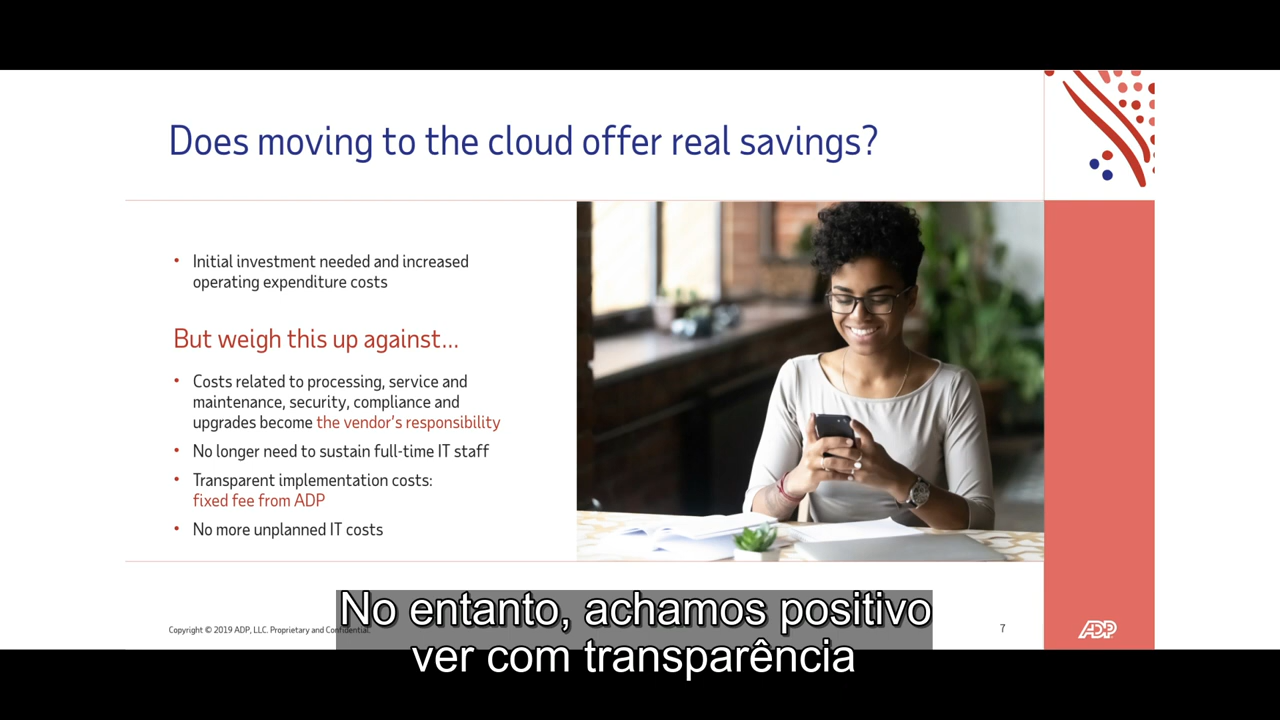 Does moving to the cloud offer real savings?
• Initial investment needed and increased
operating expenditure costs
But weigh this up against...
• Costs related to processing, service and
maintenance, security, compliance and
upgrades become the vendor's responsibility
• No longer need to sustain full-time IT staff
• Transparent implementation costs:
fixed fee from ADP
• No more unplanned IT costs
Copyright © 2019 ADP, LLC. Proprietary and Confidential.
7
ADP
No entanto, achamos positivo
ver com transparência